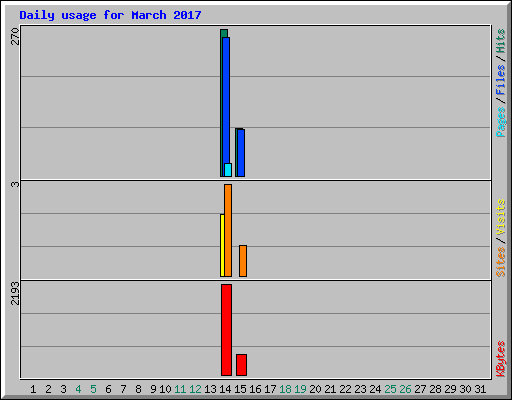 Daily usage for March 2017
270
3
2193
Pages / Files / Hits
Sites / Visits
KBytes
1 2 3 4 5 6 7 8 9 10 11 12 13 14 15 16 17 18 19 20 21 22 23 24 25 26 27 28 29 30 31